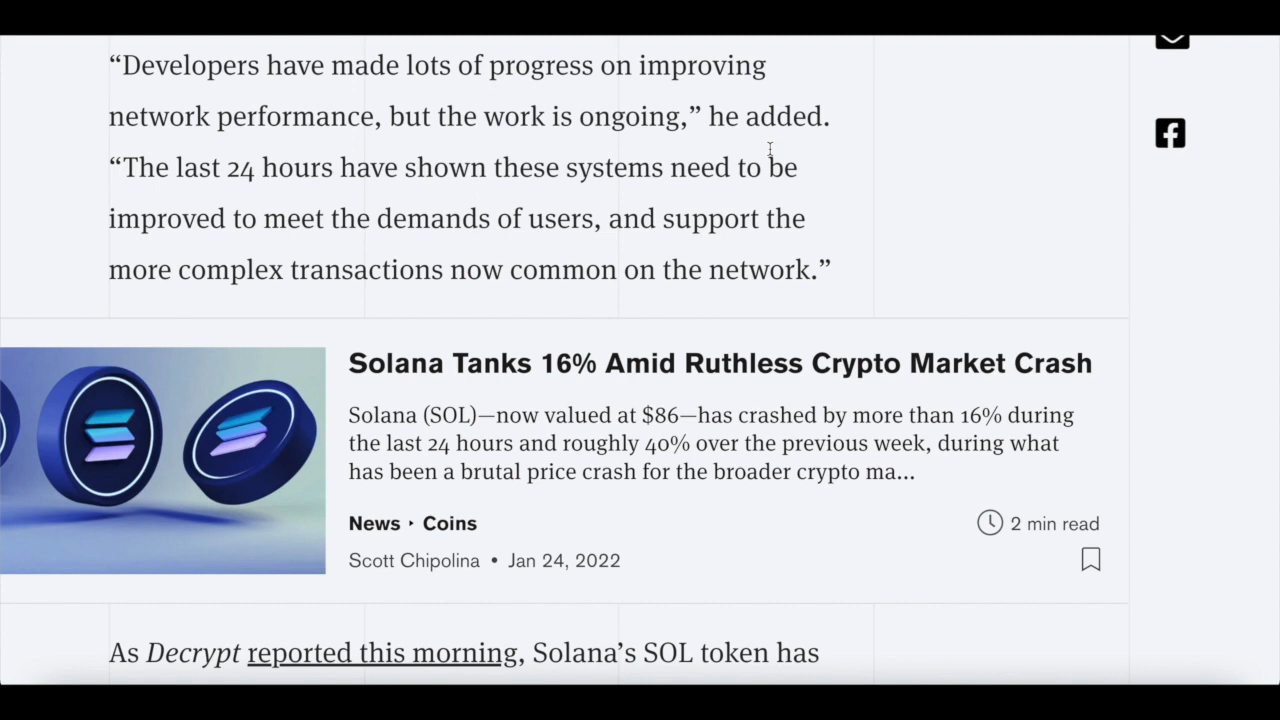 “Developers have made lots of progress on improving
network performance, but the work is ongoing,” he added.
“The last 24 hours have shown these systems need to be
improved to meet the demands of users, and support the
more complex transactions now common on the network.”
Solana Tanks 16% Amid Ruthless Crypto Market Crash
Solana (SOL)—now valued at $86—has crashed by more than 16% during
the last 24 hours and roughly 40% over the previous week, during what
has been a brutal price crash for the broader crypto ma...
News ‣ Coins
2 min read
Scott Chipolina • Jan 24, 2022
As Decrypt reported this morning, Solana’s SOL token has